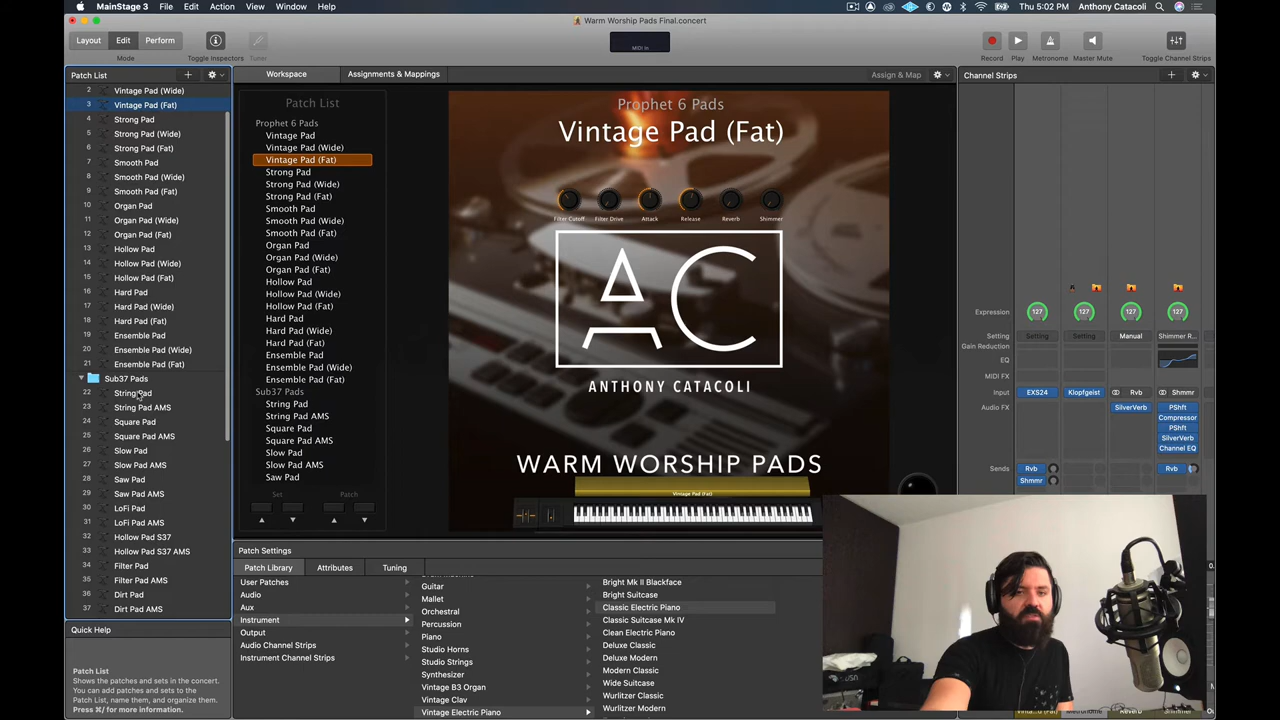 MainStage 3 File Edit Action View Window Help
Thu 5:02 PM Anthony Catacoli
Warm Worship Pads Final.concert
Layout Edit Perform
Mode
Toggle Inspectors
Tuner
MIDI In
Record Play Metronome Master Mute
Toggle Channel Strips
Patch List
2 Vintage Pad (Wide)
3 Vintage Pad (Fat)
4 Strong Pad
5 Strong Pad (Wide)
6 Strong Pad (Fat)
7 Smooth Pad
8 Smooth Pad (Wide)
9 Smooth Pad (Fat)
10 Organ Pad
11 Organ Pad (Wide)
12 Organ Pad (Fat)
13 Hollow Pad
14 Hollow Pad (Wide)
15 Hollow Pad (Fat)
16 Hard Pad
17 Hard Pad (Wide)
18 Hard Pad (Fat)
19 Ensemble Pad
20 Ensemble Pad (Wide)
21 Ensemble Pad (Fat)
Sub37 Pads
22 String Pad
23 String Pad AMS
24 Square Pad
25 Square Pad AMS
26 Slow Pad
27 Slow Pad AMS
28 Saw Pad
29 Saw Pad AMS
30 LoFi Pad
31 LoFi Pad AMS
32 Hollow Pad S37
33 Hollow Pad S37 AMS
34 Filter Pad
35 Filter Pad AMS
36 Dirt Pad
37 Dirt Pad AMS
Quick Help
Patch List
Shows the patches and sets in the concert.
You can add patches and sets to the
Patch List, name them, and organize them.
Press ⌘/ for more information.
Workspace Assignments & Mappings
Assign & Map
Patch List
Prophet 6 Pads
Vintage Pad
Vintage Pad (Wide)
Vintage Pad (Fat)
Strong Pad
Strong Pad (Wide)
Strong Pad (Fat)
Smooth Pad
Smooth Pad (Wide)
Smooth Pad (Fat)
Organ Pad
Organ Pad (Wide)
Organ Pad (Fat)
Hollow Pad
Hollow Pad (Wide)
Hollow Pad (Fat)
Hard Pad
Hard Pad (Wide)
Hard Pad (Fat)
Ensemble Pad
Ensemble Pad (Wide)
Ensemble Pad (Fat)
Sub37 Pads
String Pad
String Pad AMS
Square Pad
Square Pad AMS
Slow Pad
Slow Pad AMS
Saw Pad
Set Patch
Prophet 6 Pads
Vintage Pad (Fat)
Filter Cutoff Filter Drive Attack Release Reverb Shimmer
AC
ANTHONY CATACOLI
WARM WORSHIP PADS
Vintage Pad (Fat)
Patch Settings
Patch Library Attributes Tuning
User Patches
Audio
Aux
Instrument
Output
Audio Channel Strips
Instrument Channel Strips
Guitar
Mallet
Orchestral
Percussion
Piano
Studio Horns
Studio Strings
Synthesizer
Vintage B3 Organ
Vintage Clav
Vintage Electric Piano
Bright Mk II Blackface
Bright Suitcase
Classic Electric Piano
Classic Suitcase Mk IV
Clean Electric Piano
Deluxe Classic
Deluxe Modern
Modern Classic
Wide Suitcase
Wurlitzer Classic
Wurlitzer Modern
Channel Strips
Expression 127 127 127 127
Setting Setting Setting Manual Shimmer R...
Gain Reduction
EQ
MIDI FX
Input EXS24 Klopfgeist Rvb Shmmr
Audio FX SilverVerb PShft
Compressor
PShft
SilverVerb
Channel EQ
Sends Rvb Rvb
Shmmr